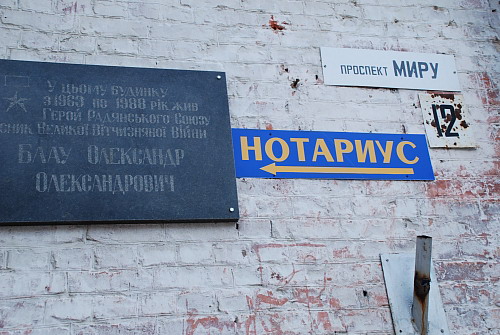 У цьому будинку
з 1963 по 1988 рік жив
Герой Радянського Союзу
Великої Вітчизняної Війни
Блау Олександр
Олександрович
НОТАРИУС
ПРОСПЕКТ МИРУ
12